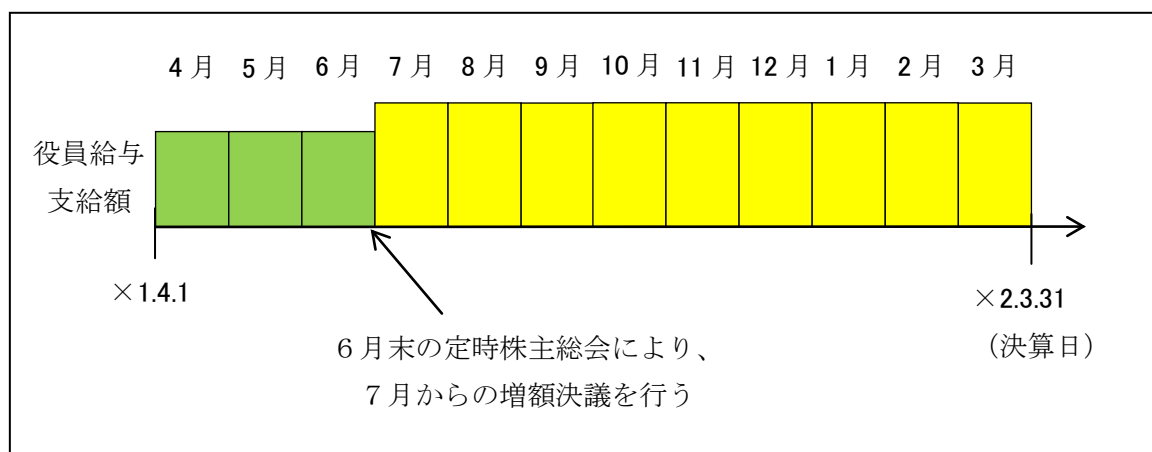 4月 5月 6月 7月 8月 9月 10月 11月 12月 1月 2月 3月
役員給与
支給額
×1.4.1
×2.3.31
(決算日)
6月末の定時株主総会により、
7月からの増額決議を行う